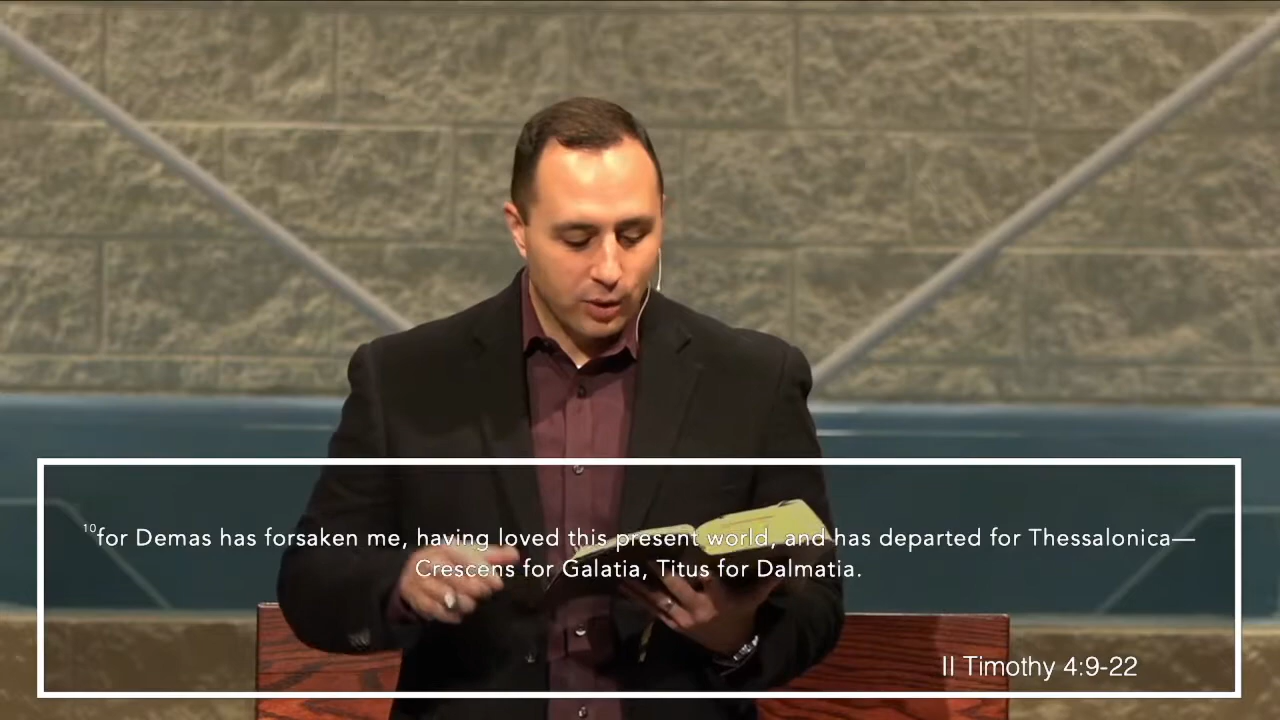 ¹⁰for Demas has forsaken me, having loved this present world, and has departed for Thessalonica—
Crescens for Galatia, Titus for Dalmatia.
II Timothy 4:9-22